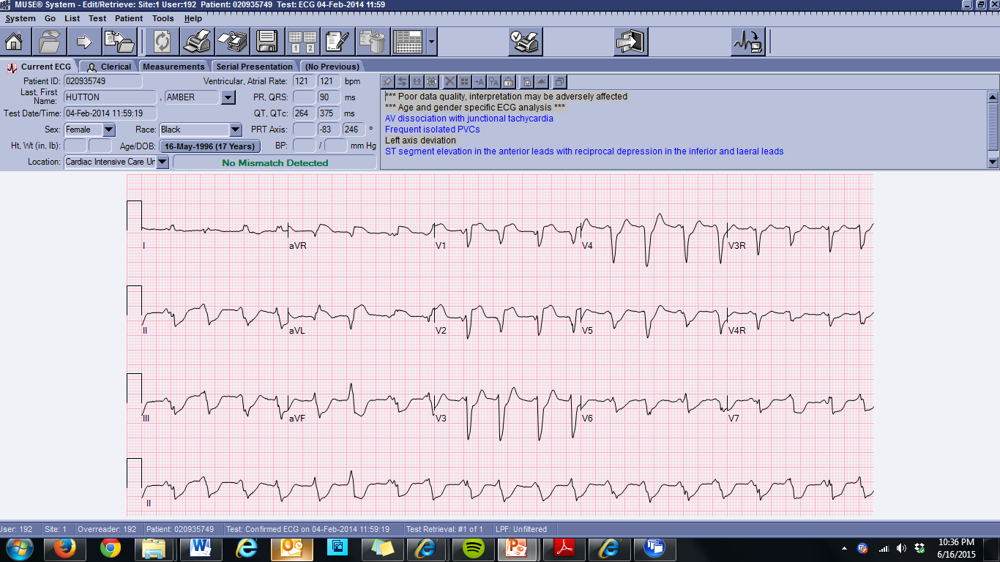 MUSE® System - Edit/Retrieve: Site:1 User:192 Patient: 020935749 Test: ECG 04-Feb-2014 11:59
System Go List Test Patient Tools Help
1 2
Current ECG Clerical Measurements Serial Presentation (No Previous)
Patient ID: 020935749 Ventricular, Atrial Rate: 121 121 bpm
Last, First Name: HUTTON , AMBER PR, QRS: 90 ms
Test Date/Time: 04-Feb-2014 11:59:19 QT, QTc: 264 375 ms
Sex: Female Race: Black PRT Axis: -83 246 °
Ht, Wt (in, lb): Age/DOB: 16-May-1996 (17 Years) BP: / mm Hg
Location: Cardiac Intensive Care Un No Mismatch Detected
*** Poor data quality, interpretation may be adversely affected
*** Age and gender specific ECG analysis ***
AV dissociation with junctional tachycardia
Frequent isolated PVCs
Left axis deviation
ST segment elevation in the anterior leads with reciprocal depression in the inferior and laeral leads
I aVR V1 V4 V3R
II aVL V2 V5 V4R
III aVF V3 V6 V7
II
User: 192 Site: 1 Overreader: 192 Patient: 020935749 Test: Confirmed ECG on 04-Feb-2014 11:59:19 Test Retrieval: #1 of 1 LPF: Unfiltered
10:36 PM
6/16/2015